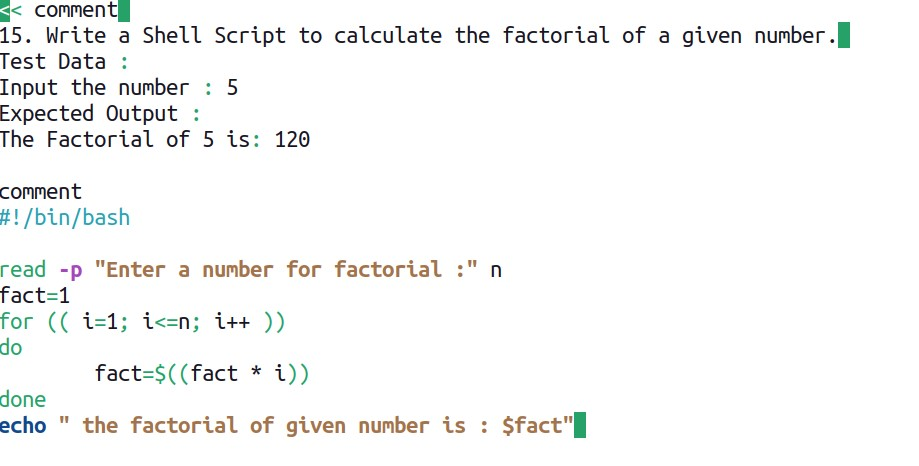 << comment
15. Write a Shell Script to calculate the factorial of a given number.
Test Data :
Input the number : 5
Expected Output :
The Factorial of 5 is: 120
comment
#!/bin/bash
read -p "Enter a number for factorial :" n
fact=1
for (( i=1; i<=n; i++ ))
do
fact=$((fact * i))
done
echo " the factorial of given number is : $fact"